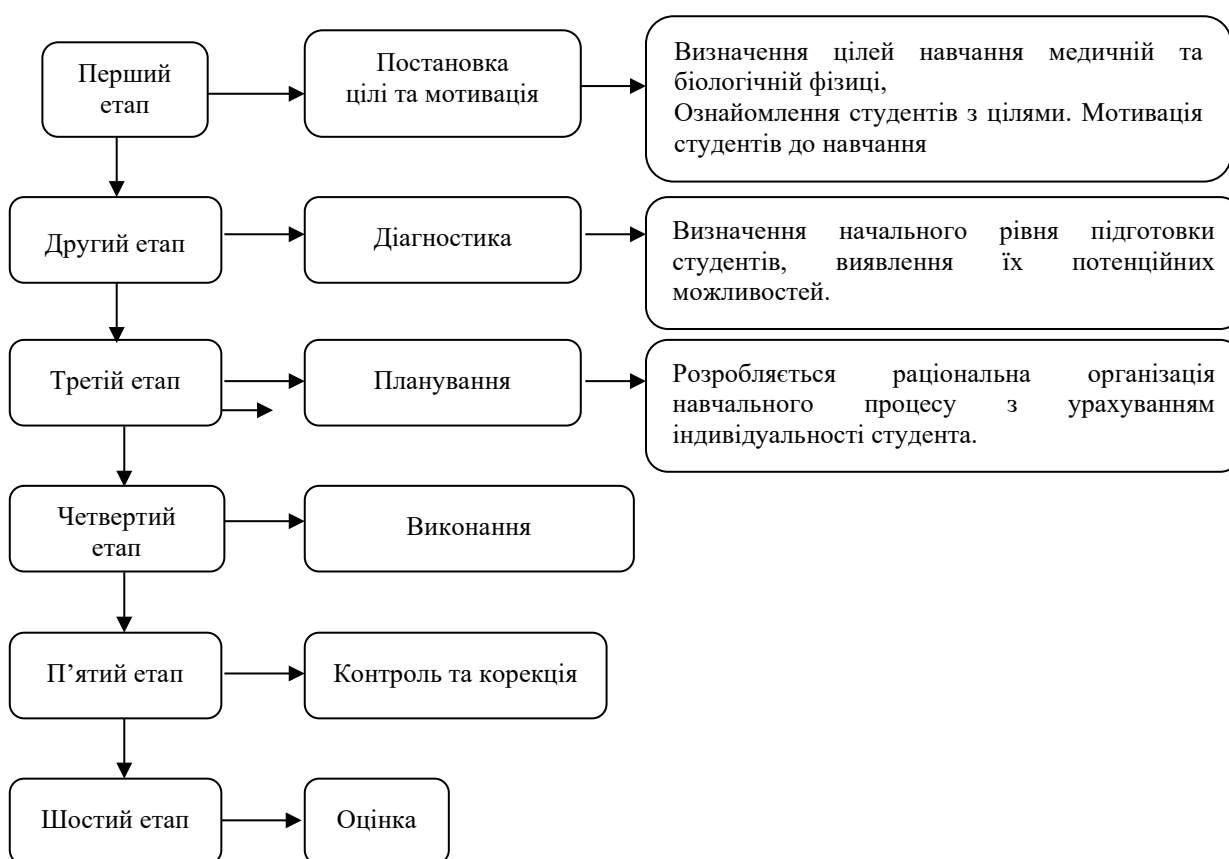 Перший
етап
Постановка
цілі та мотивація
Визначення цілей навчання медичній та
біологічній фізиці,
Ознайомлення студентів з цілями. Мотивація
студентів до навчання
Другий етап
Діагностика
Визначення начального рівня підготовки
студентів, виявлення їх потенційних
можливостей.
Третій етап
Планування
Розробляється раціональна організація
навчального процесу з урахуванням
індивідуальності студента.
Четвертий
етап
Виконання
П’ятий етап
Контроль та корекція
Шостий етап
Оцінка